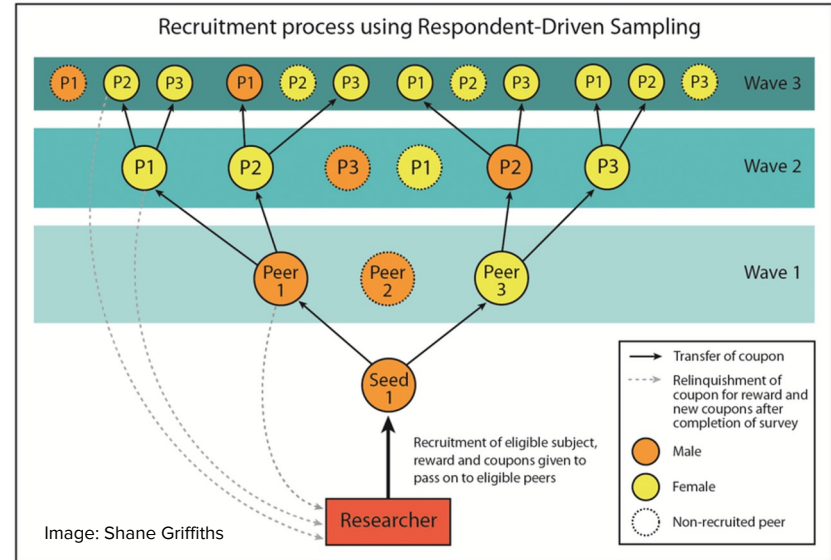 Recruitment process using Respondent-Driven Sampling
P1 P2 P3 P1 P2 P3 P1 P2 P3 P1 P2 P3 Wave 3
P1 P2 P3 P1 P2 P3 Wave 2
Peer
1
Peer
2
Peer
3
Wave 1
Seed
1
Recruitment of eligible subject,
reward and coupons given to
pass on to eligible peers
Researcher
Image: Shane Griffiths
Transfer of coupon
Relinquishment of
coupon for reward and
new coupons after
completion of survey
Male
Female
Non-recruited peer